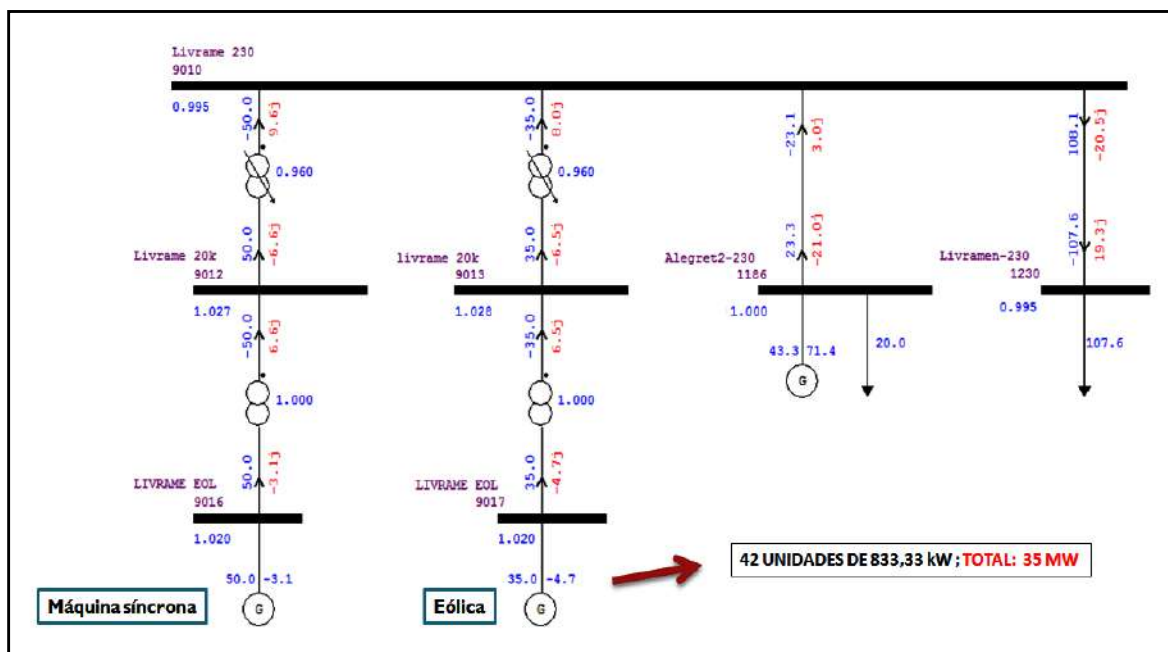 Livrame 230
9010
0.995
-50.0 9.6j
-35.0 8.0j
-23.1 3.0j
108.1 -20.5j
0.960
0.960
50.0 -6.6j
35.0 -6.5j
23.3 -21.0j
-107.6 19.3j
Livrame 20k
9012
1.027
livrame 20k
9013
1.028
Alegret2-230
1186
1.000
Livramen-230
1230
0.995
-50.0 6.6j
-35.0 6.5j
43.3 71.4
G
20.0
107.6
1.000
1.000
50.0 -3.1j
35.0 -4.7j
LIVRAME EOL
9016
1.020
LIVRAME EOL
9017
1.020
42 UNIDADES DE 833,33 kW ; TOTAL: 35 MW
50.0 -3.1
35.0 -4.7
Máquina síncrona
G
Eólica
G